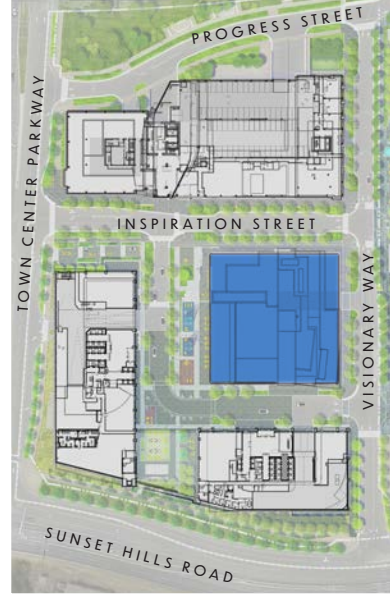 PROGRESS STREET
TOWN CENTER PARKWAY
INSPIRATION STREET
VISIONARY WAY
SUNSET HILLS ROAD